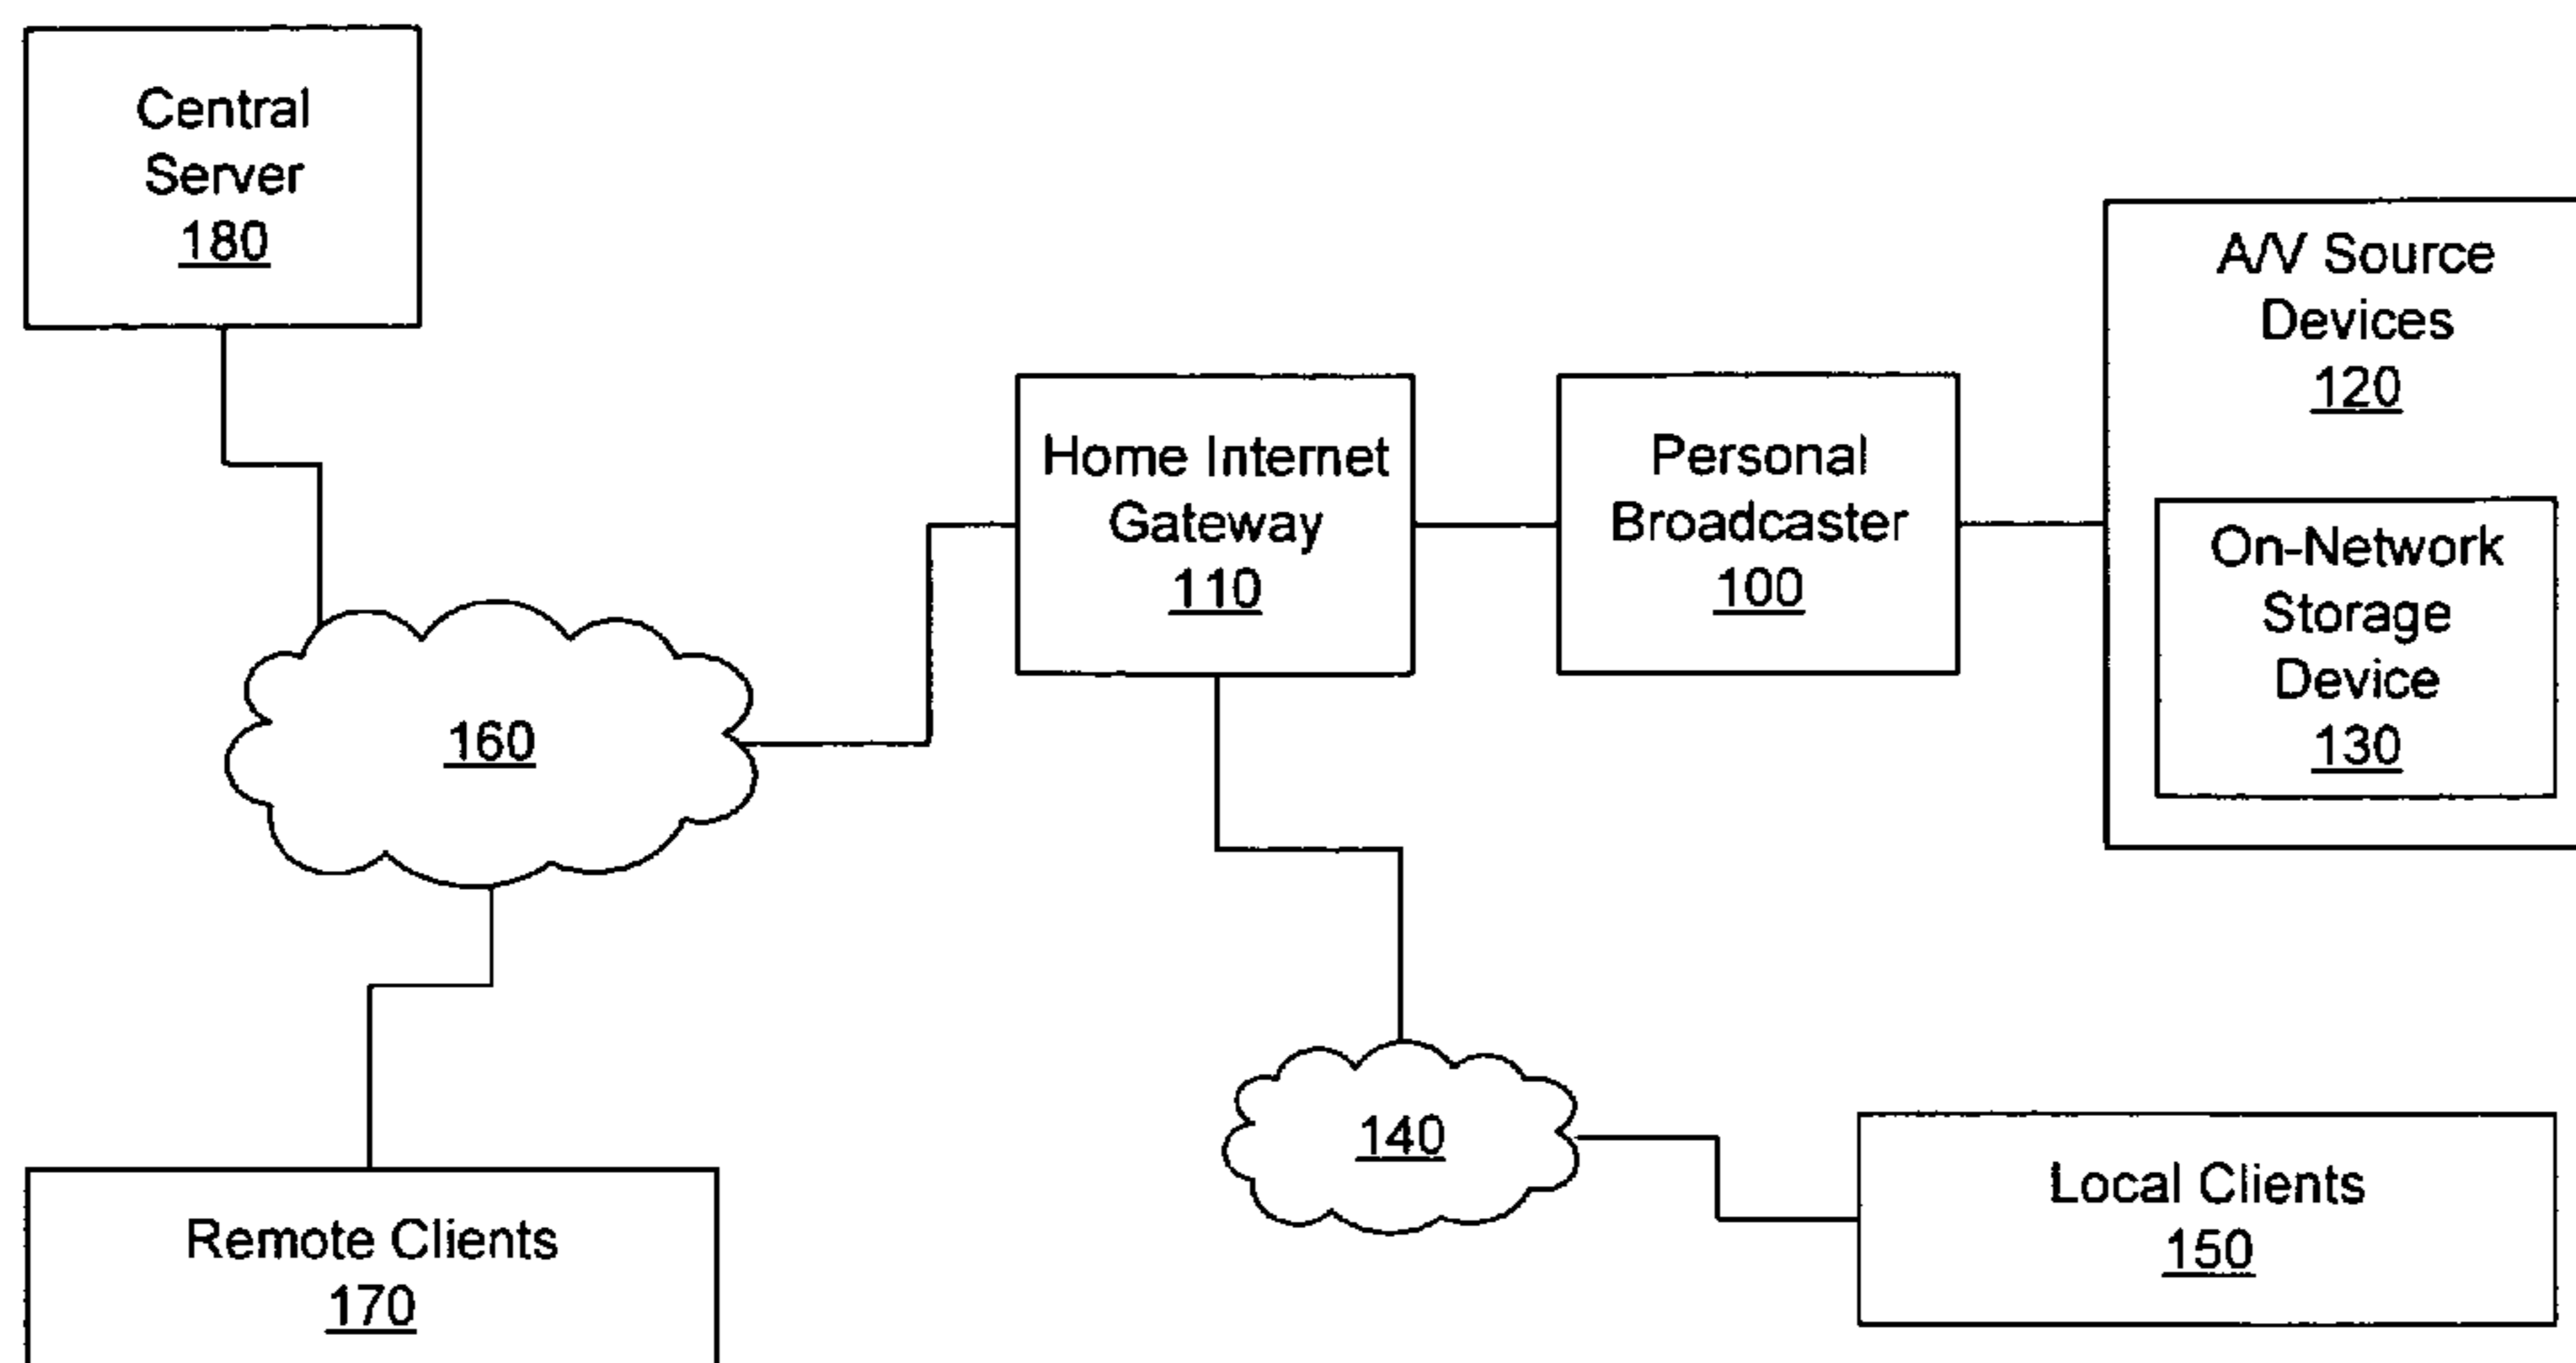 Central
Server
180
A/V Source
Devices
120
Home Internet
Gateway
110
Personal
Broadcaster
100
On-Network
Storage
Device
130
160
140
Local Clients
150
Remote Clients
170